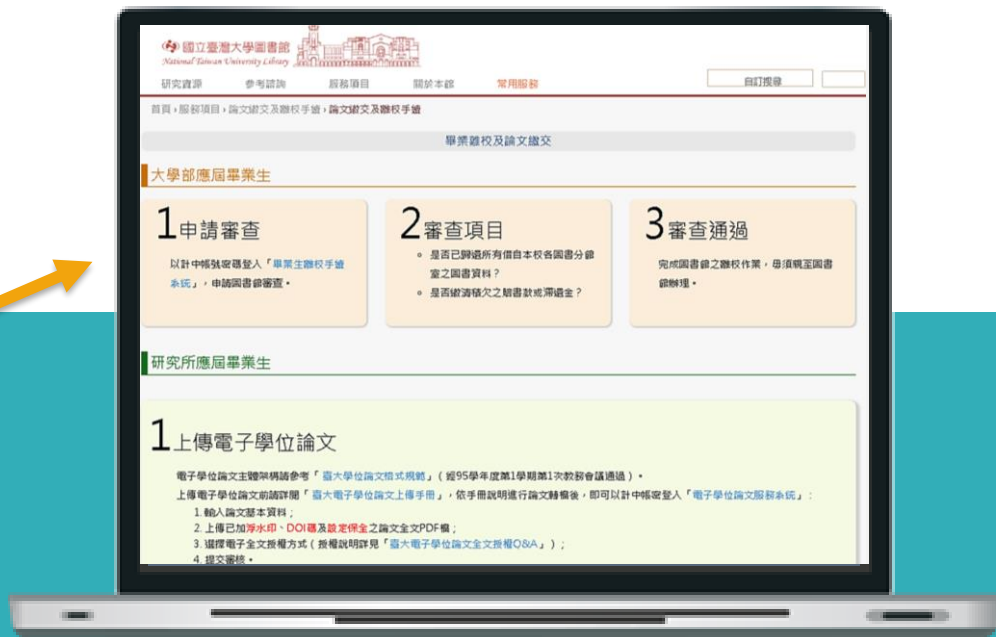 國立臺灣大學圖書館
National Taiwan University Library
研究資源 參考諮詢 服務項目 關於本館 常用服務 自訂搜尋
首頁›服務項目›論文繳交及離校手續›論文繳交及離校手續
畢業離校及論文繳交
大學部應屆畢業生
1申請審查
以計中帳號密碼登入「畢業生離校手續
系統」,申請圖書館審查。
2審查項目
是否已歸還所有借自本校各圖書分館
室之圖書資料?
是否繳清積欠之賠書款或滯還金?
3審查通過
完成圖書館之離校作業,毋須親至圖書
館辦理。
研究所應屆畢業生
1上傳電子學位論文
電子學位論文主體架構請參考「臺大學位論文格式規範」(經95學年度第1學期第1次教務會議通過)。
上傳電子學位論文前請詳閱「臺大電子學位論文上傳手冊」,依手冊說明進行論文轉檔後,即可以計中帳密登入「電子學位論文服務系統」:
1. 輸入論文基本資料;
2. 上傳已加浮水印、DOI碼及設定保全之論文全文PDF檔;
3. 選擇電子全文授權方式(授權說明詳見「臺大電子學位論文全文授權Q&A」);
4. 提交審核。